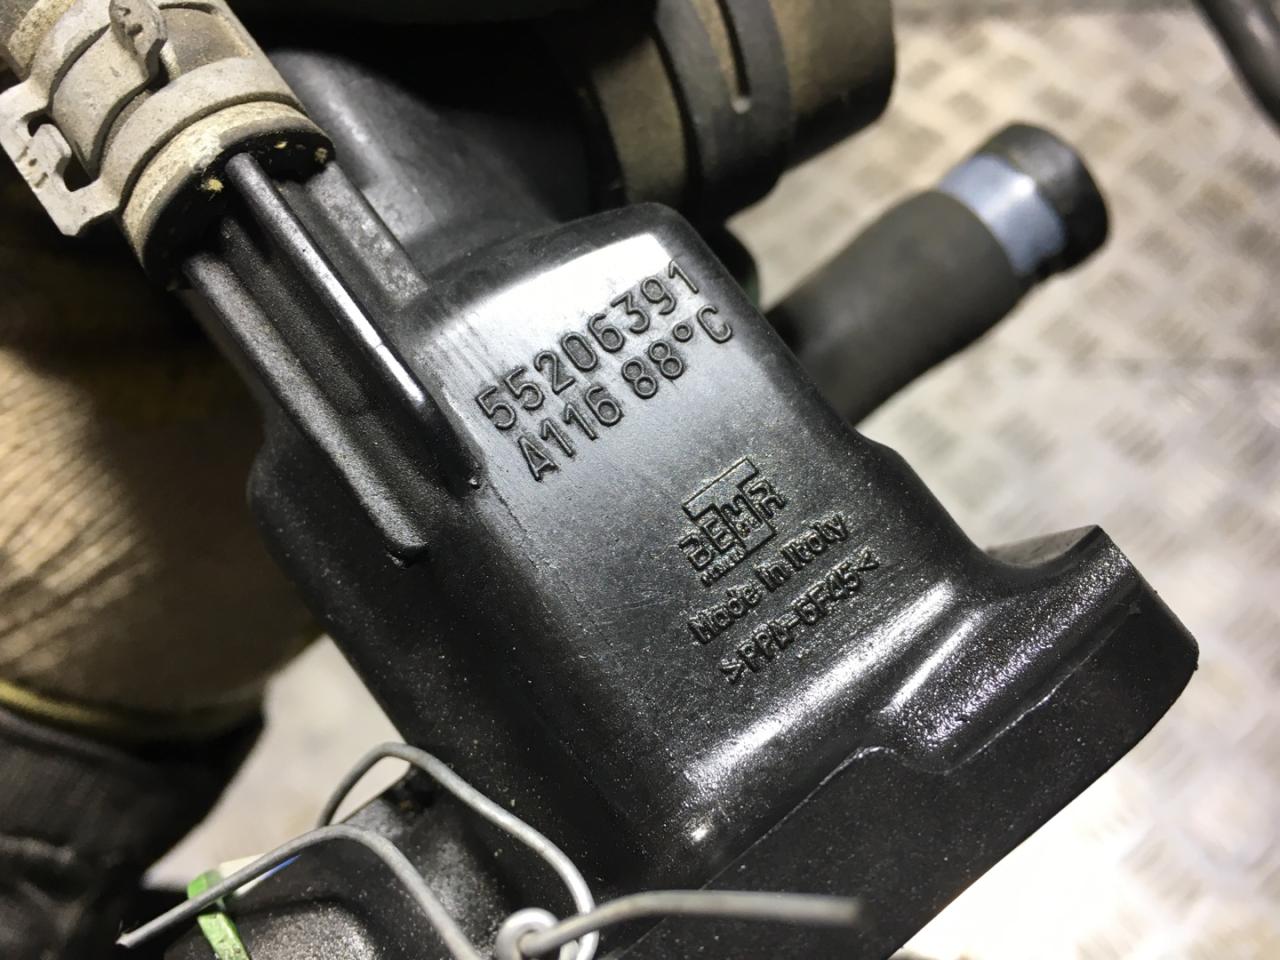 55206391
A116 88°C
BEHR
Made in Italy
>PPA-GF45<